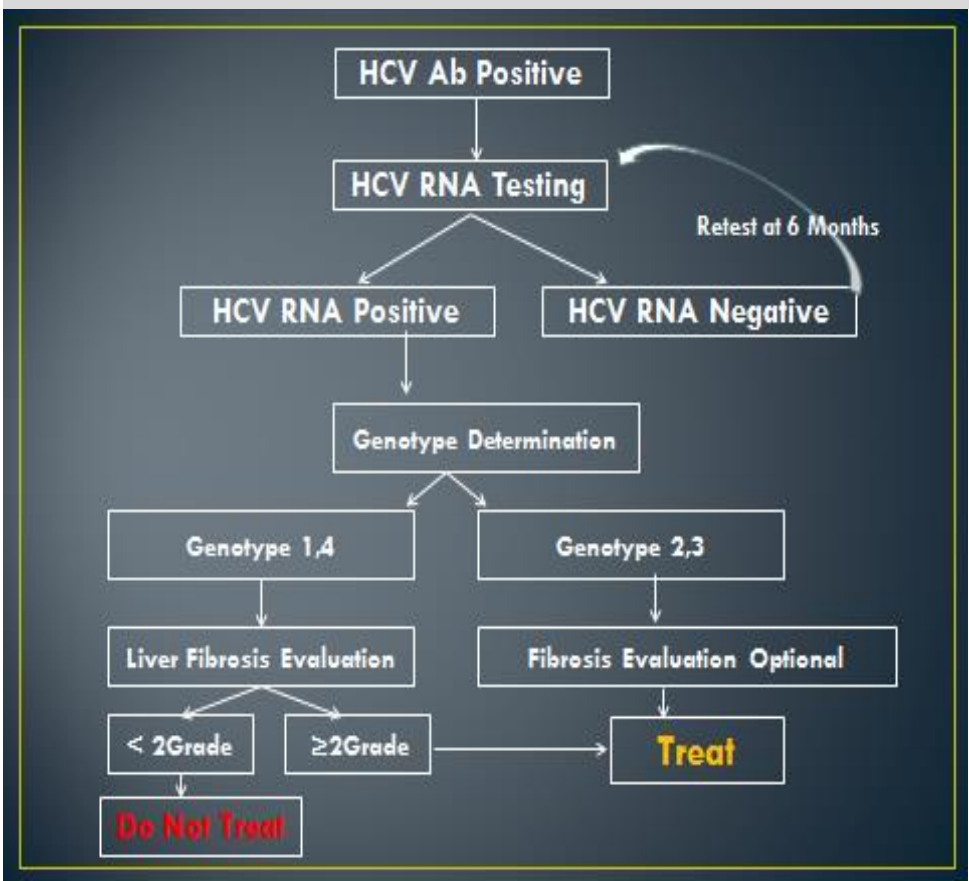 HCV Ab Positive
HCV RNA Testing
Retest at 6 Months
HCV RNA Positive
HCV RNA Negative
Genotype Determination
Genotype 1,4
Genotype 2,3
Liver Fibrosis Evaluation
Fibrosis Evaluation Optional
< 2Grade
≥2Grade
Treat
Do Not Treat